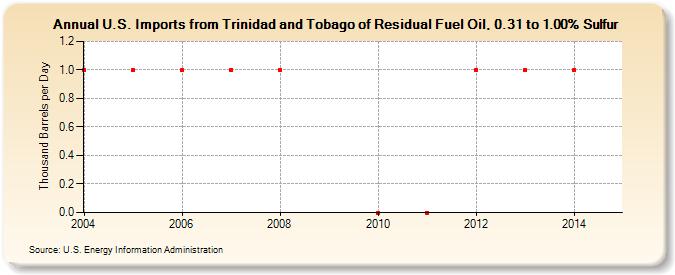 Annual U.S. Imports from Trinidad and Tobago of Residual Fuel Oil, 0.31 to 1.00% Sulfur
Thousand Barrels per Day
1.2
1.0
0.8
0.6
0.4
0.2
0.0
2004 2006 2008 2010 2012 2014
Source: U.S. Energy Information Administration